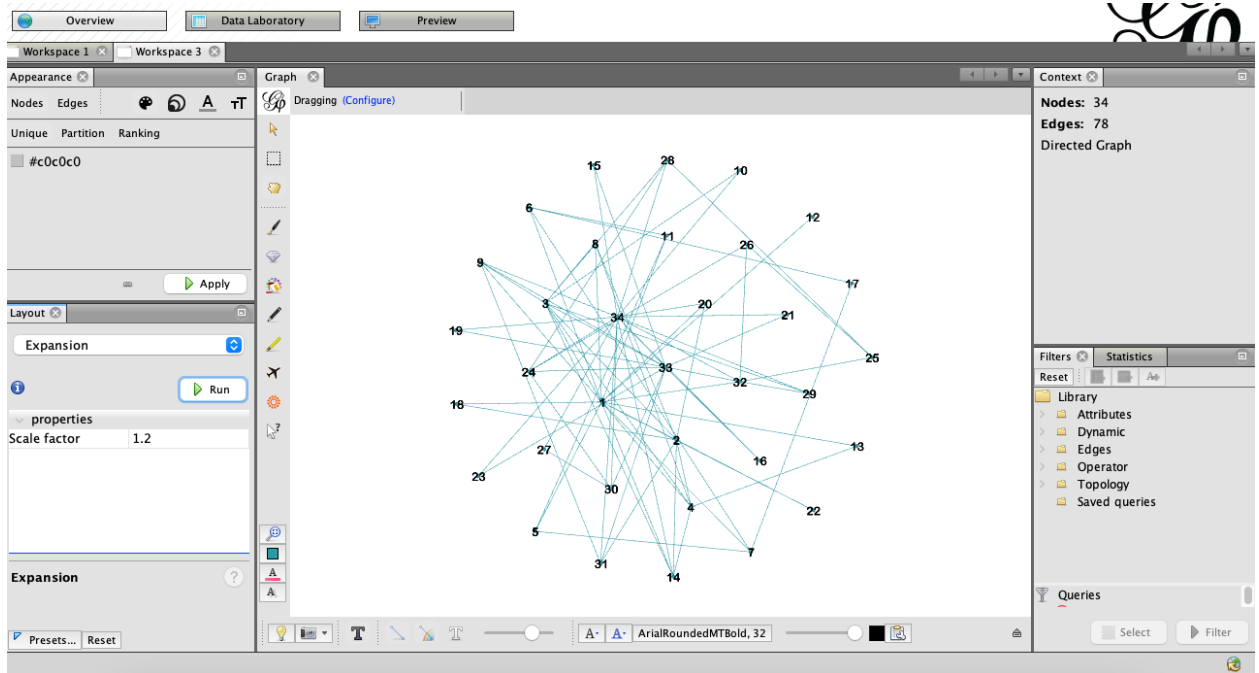 Overview
Data Laboratory
Preview
Workspace 1
Workspace 3
Appearance
Nodes Edges
Unique Partition Ranking
#c0c0c0
Apply
Layout
Expansion
Run
properties
Scale factor 1.2
Expansion
Presets... Reset
Graph
Dragging (Configure)
15
28
10
6
12
8
11
26
9
17
3
34
20
21
19
25
24
33
32
29
18
1
2
13
27
16
23
30
4
22
5
7
31
14
ArialRoundedMTBold, 32
Context
Nodes: 34
Edges: 78
Directed Graph
Filters Statistics
Reset
Library
Attributes
Dynamic
Edges
Operator
Topology
Saved queries
Queries
Select Filter